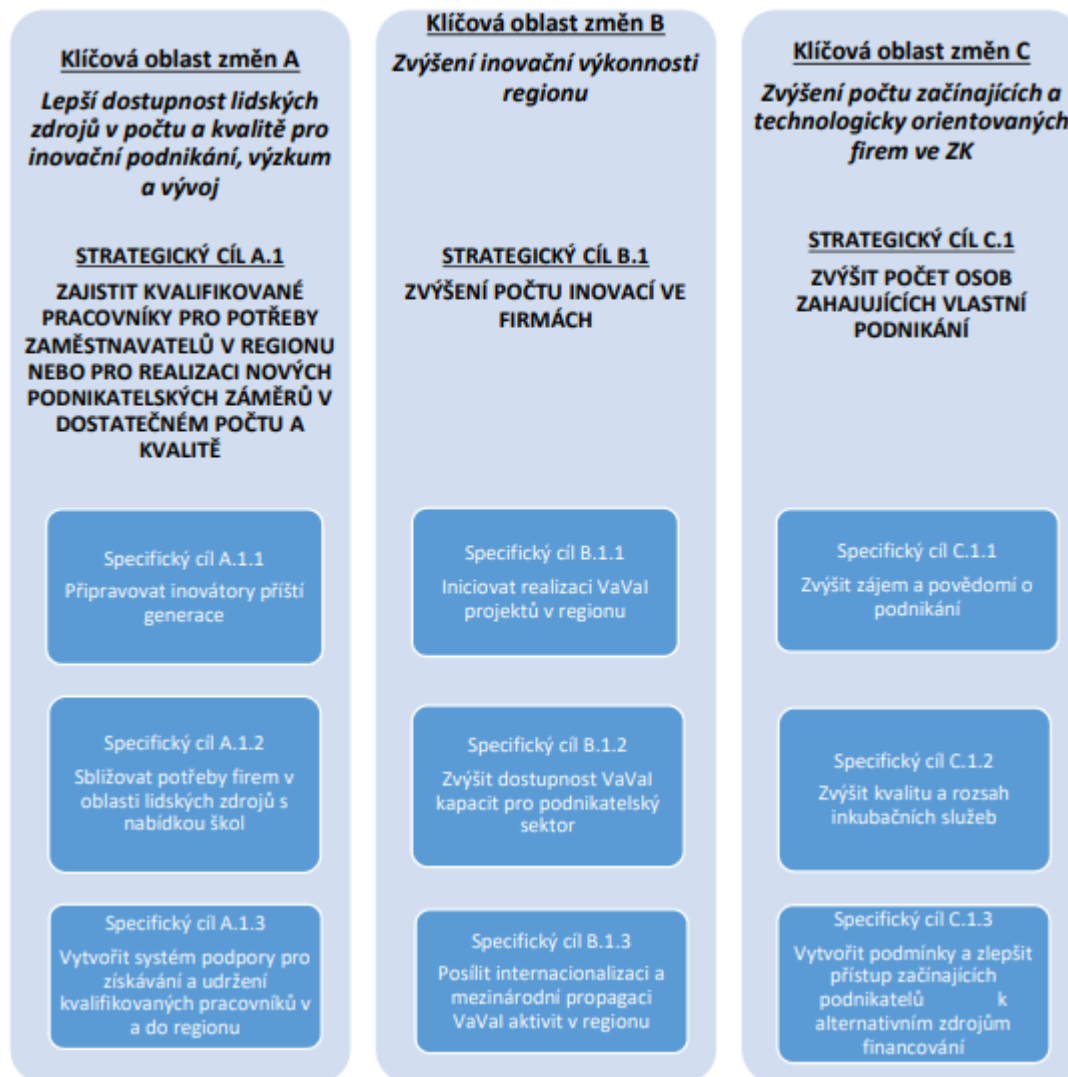 Klíčová oblast změn A
Lepší dostupnost lidských
zdrojů v počtu a kvalitě pro
inovační podnikání, výzkum
a vývoj
STRATEGICKÝ CÍL A.1
ZAJISTIT KVALIFIKOVANÉ
PRACOVNÍKY PRO POTŘEBY
ZAMĚSTNAVATELŮ V REGIONU
NEBO PRO REALIZACI NOVÝCH
PODNIKATELSKÝCH ZÁMĚRŮ V
DOSTATEČNÉM POČTU A
KVALITĚ
Specifický cíl A.1.1
Připravovat inovátory příští
generace
Specifický cíl A.1.2
Sbližovat potřeby firem v
oblasti lidských zdrojů s
nabídkou škol
Specifický cíl A.1.3
Vytvořit systém podpory pro
získávání a udržení
kvalifikovaných pracovníků v
a do regionu
Klíčová oblast změn B
Zvýšení inovační výkonnosti
regionu
STRATEGICKÝ CÍL B.1
ZVÝŠENÍ POČTU INOVACÍ VE
FIRMÁCH
Specifický cíl B.1.1
Iniciovat realizaci VaVaI
projektů v regionu
Specifický cíl B.1.2
Zvýšit dostupnost VaVaI
kapacit pro podnikatelský
sektor
Specifický cíl B.1.3
Posílit internacionalizaci a
mezinárodní propagaci
VaVaI aktivit v regionu
Klíčová oblast změn C
Zvýšení počtu začínajících a
technologicky orientovaných
firem ve ZK
STRATEGICKÝ CÍL C.1
ZVÝŠIT POČET OSOB
ZAHAJUJÍCÍCH VLASTNÍ
PODNIKÁNÍ
Specifický cíl C.1.1
Zvýšit zájem a povědomí o
podnikání
Specifický cíl C.1.2
Zvýšit kvalitu a rozsah
inkubačních služeb
Specifický cíl C.1.3
Vytvořit podmínky a zlepšit
přístup začínajících
podnikatelů k
alternativním zdrojům
financování